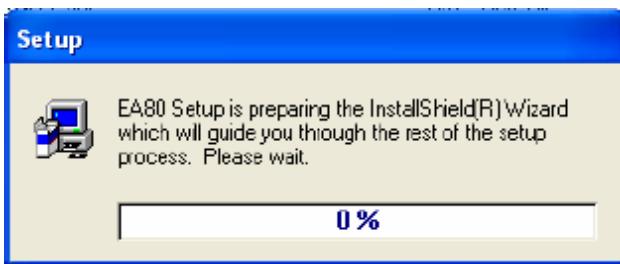 Setup
EA80 Setup is preparing the InstallShield(R) Wizard
which will guide you through the rest of the setup
process. Please wait.
0 %